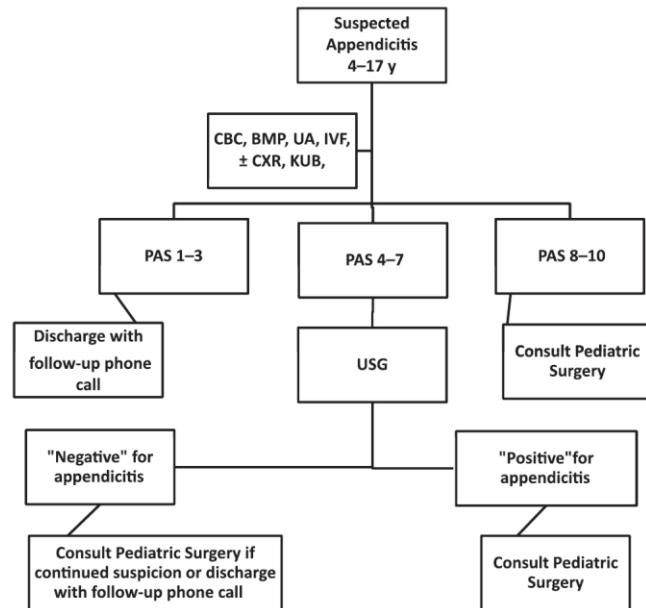 Suspected
Appendicitis
4–17 y
CBC, BMP, UA, IVF,
± CXR, KUB,
PAS 1–3
PAS 4–7
PAS 8–10
Discharge with
follow-up phone
call
USG
Consult Pediatric
Surgery
"Negative" for
appendicitis
"Positive"for
appendicitis
Consult Pediatric Surgery if
continued suspicion or discharge
with follow-up phone call
Consult Pediatric
Surgery